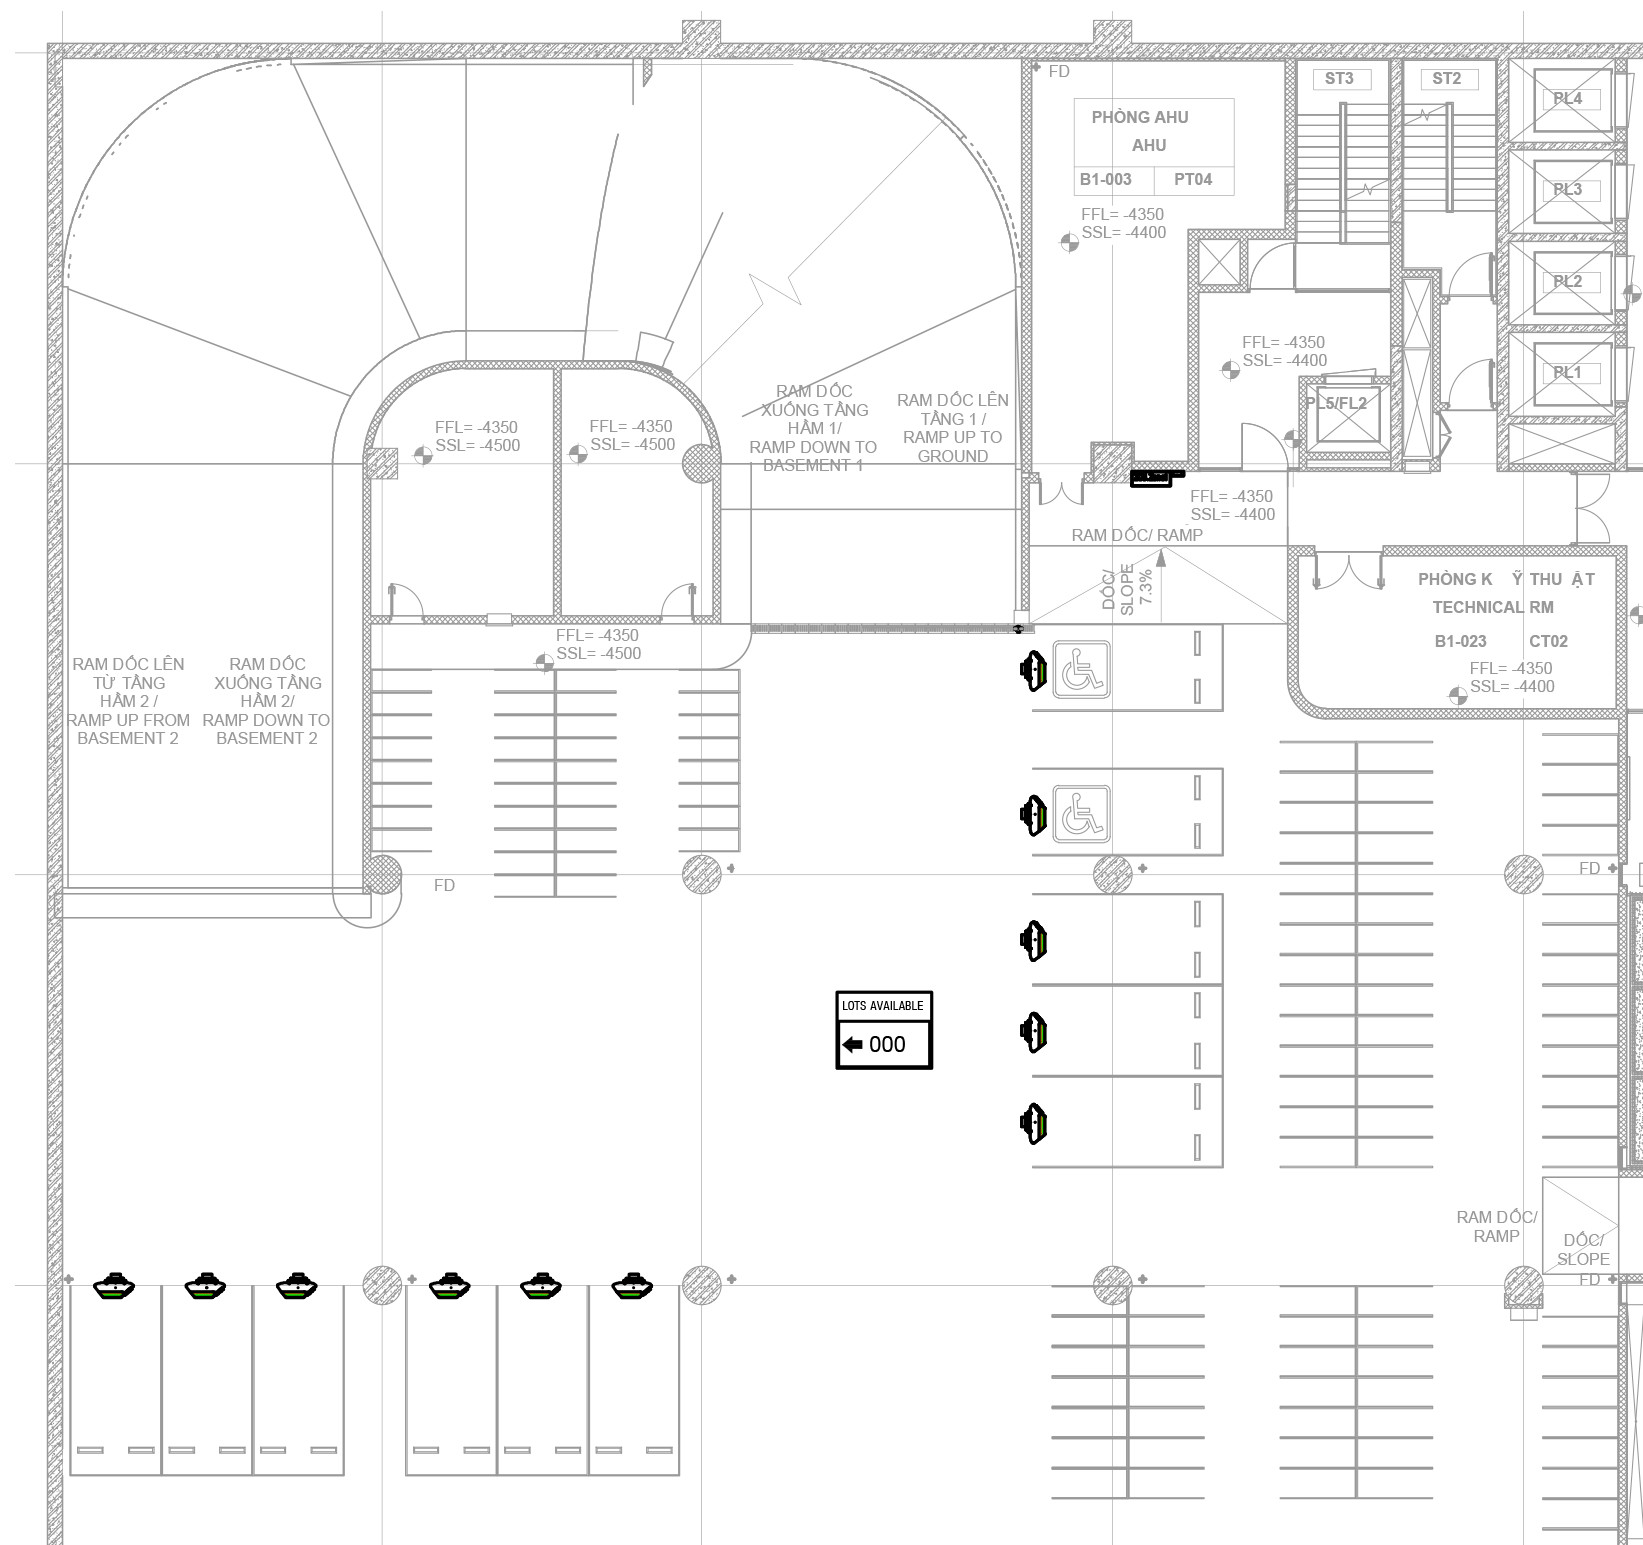 FD
ST3
ST2
PL4
PHÒNG AHU
AHU
B1-003
PT04
PL3
FFL= -4350
SSL= -4400
PL2
FFL= -4350
SSL= -4400
PL1
PL5/FL2
RAM DỐC
XUỐNG TẦNG
HẦM 1/
RAMP DOWN TO
BASEMENT 1
RAM DỐC LÊN
TẦNG 1 /
RAMP UP TO
GROUND
FFL= -4350
SSL= -4500
FFL= -4350
SSL= -4500
FFL= -4350
SSL= -4400
RAM DỐC/ RAMP
DỐC/
SLOPE
7.3%
PHÒNG K Ỹ THU ẬT
TECHNICAL RM
B1-023
CT02
FFL= -4350
SSL= -4400
FFL= -4350
SSL= -4500
RAM DỐC LÊN
TỪ TẦNG
HẦM 2 /
RAMP UP FROM
BASEMENT 2
RAM DỐC
XUỐNG TẦNG
HẦM 2/
RAMP DOWN TO
BASEMENT 2
FD
FD
LOTS AVAILABLE
000
RAM DỐC/
RAMP
DỐC/
SLOPE
FD